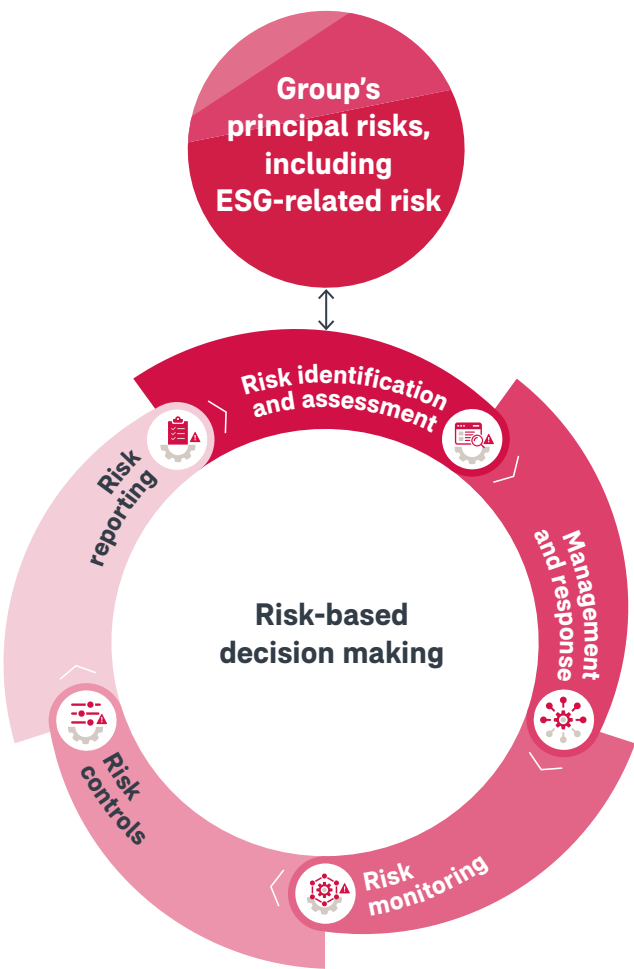 Group's
principal risks,
including
ESG-related risk
Risk identification
and assessment
Management
and response
Risk
monitoring
Risk
controls
Risk
reporting
Risk-based
decision making